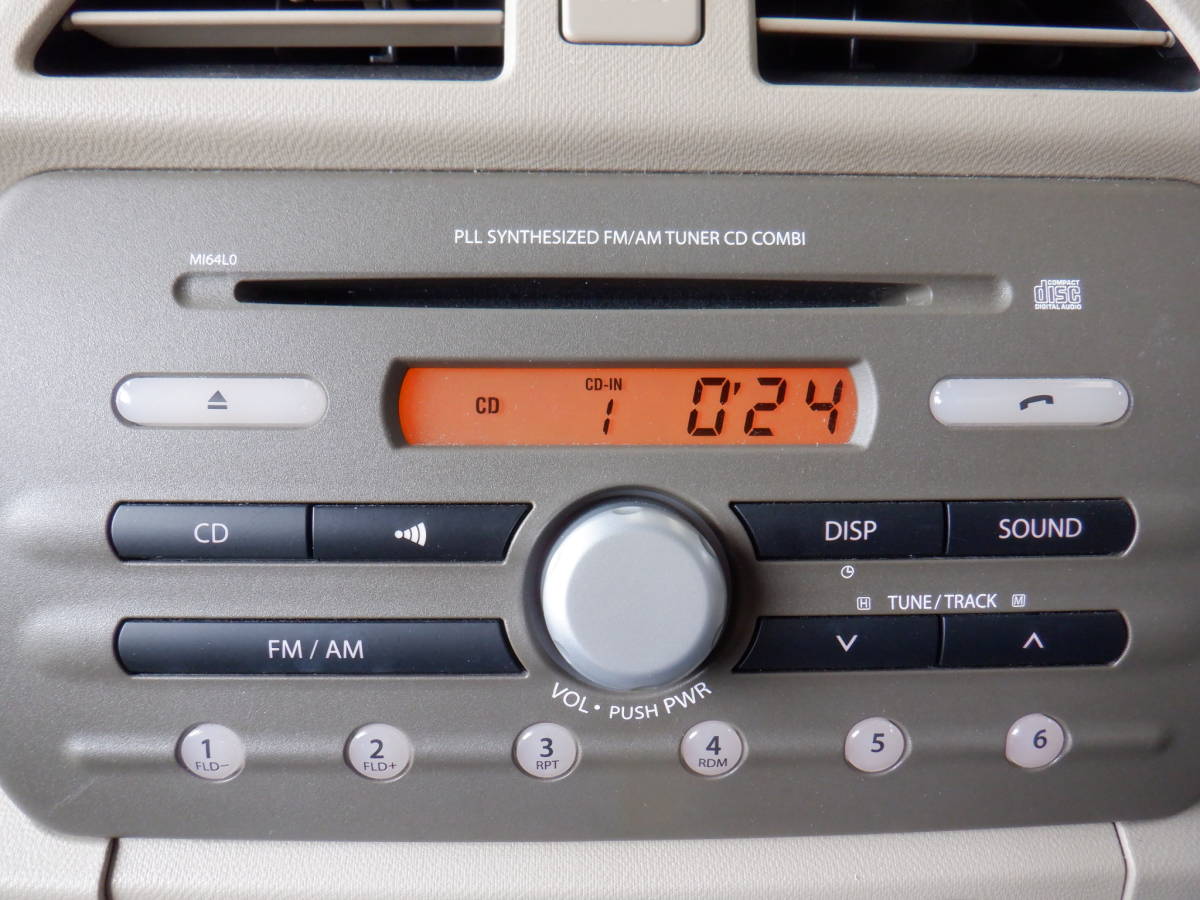 PLL SYNTHESIZED FM/AM TUNER CD COMBI
MI64L0
COMPACT
disc
DIGITAL AUDIO
CD-IN
CD 1 0'24
CD
DISP
SOUND
H TUNE/TRACK M
FM / AM
VOL• PUSH PWR
1 2 3 4 5 6
FLD− FLD+ RPT RDM